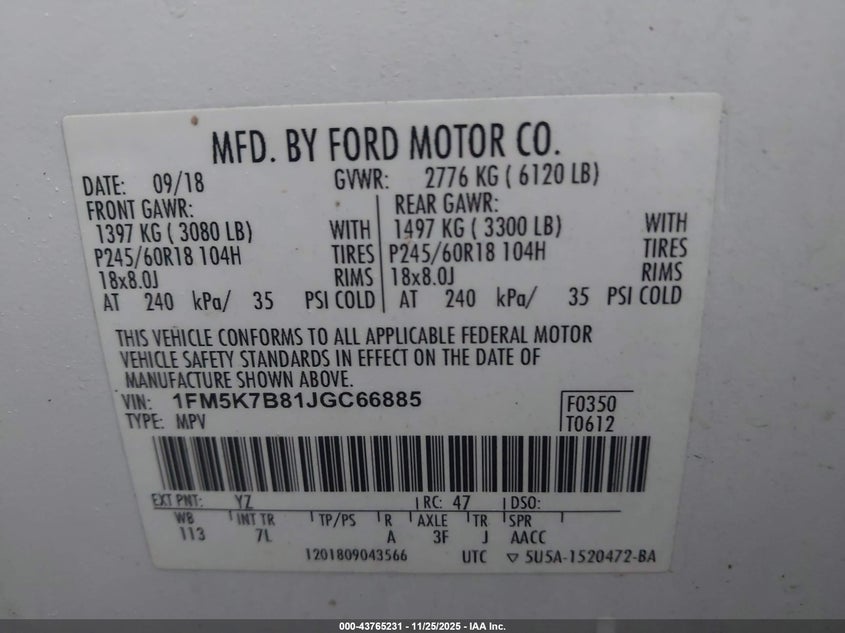 MFD. BY FORD MOTOR CO.
DATE: 09/18 GVWR: 2776 KG ( 6120 LB)
FRONT GAWR: REAR GAWR:
1397 KG ( 3080 LB) WITH 1497 KG ( 3300 LB) WITH
P245/60R18 104H TIRES P245/60R18 104H TIRES
18x8.0J RIMS 18x8.0J RIMS
AT 240 kPa/ 35 PSI COLD AT 240 kPa/ 35 PSI COLD
THIS VEHICLE CONFORMS TO ALL APPLICABLE FEDERAL MOTOR
VEHICLE SAFETY STANDARDS IN EFFECT ON THE DATE OF
MANUFACTURE SHOWN ABOVE.
VIN: 1FM5K7B81JGC66885 F0350
TYPE: MPV T0612
EXT PNT: YZ RC: 47 DSO:
WB INT TR TP/PS R AXLE TR SPR
113 7L A 3F J AACC
1201809043566 UTC ▽ 5U5A-1520472-BA
000-43765231 - 11/25/2025 - IAA Inc.